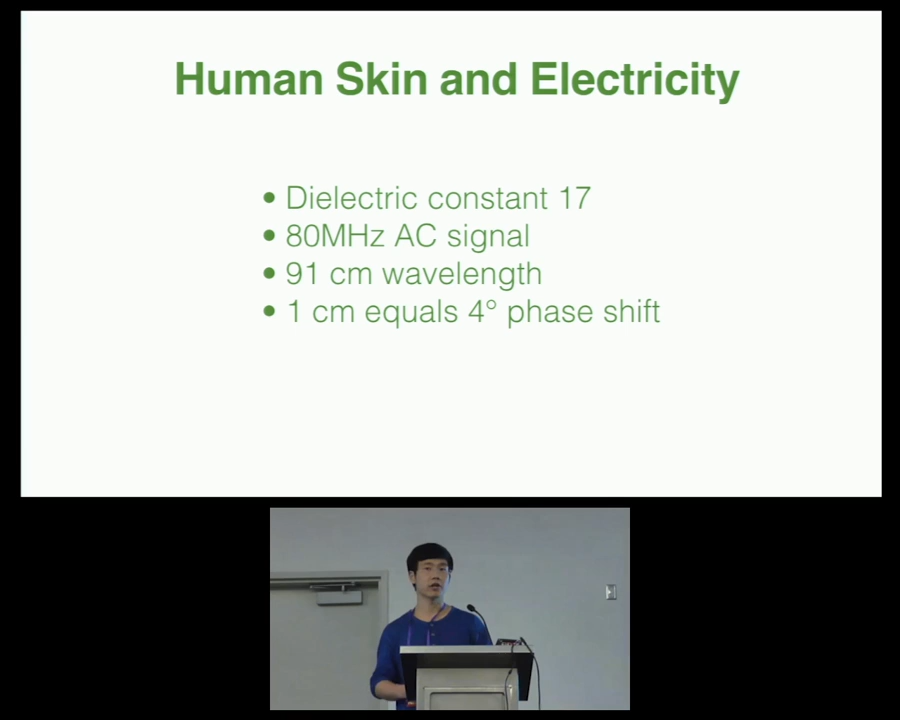 Human Skin and Electricity
• Dielectric constant 17
• 80MHz AC signal
• 91 cm wavelength
• 1 cm equals 4° phase shift